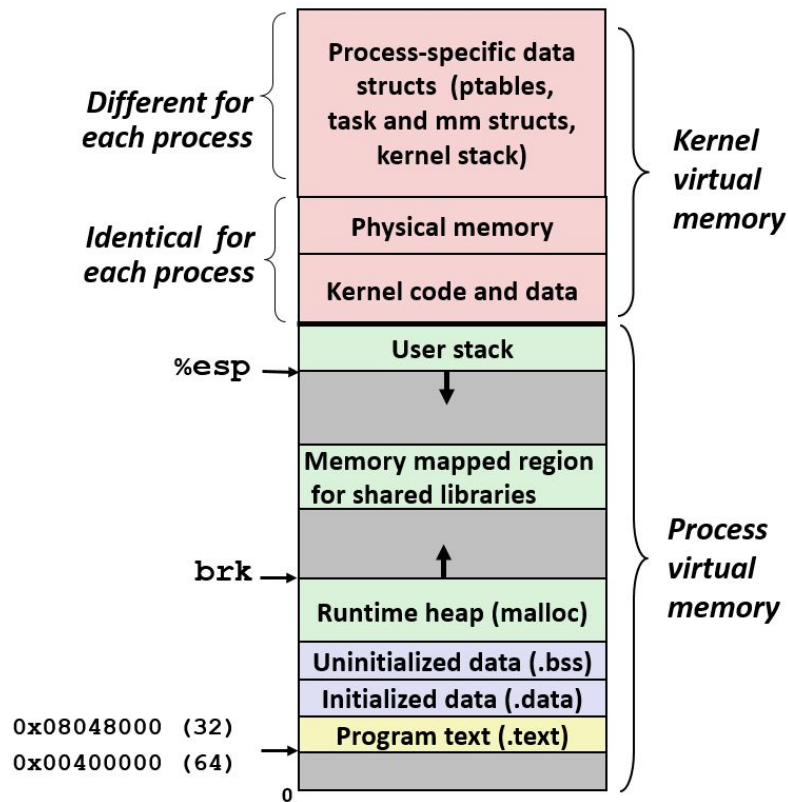 Process-specific data
structs (ptables,
task and mm structs,
kernel stack)
Different for
each process
Kernel
virtual
memory
Physical memory
Identical for
each process
Kernel code and data
User stack
%esp
Memory mapped region
for shared libraries
Process
virtual
memory
brk
Runtime heap (malloc)
Uninitialized data (.bss)
Initialized data (.data)
0x08048000 (32)
Program text (.text)
0x00400000 (64)
0